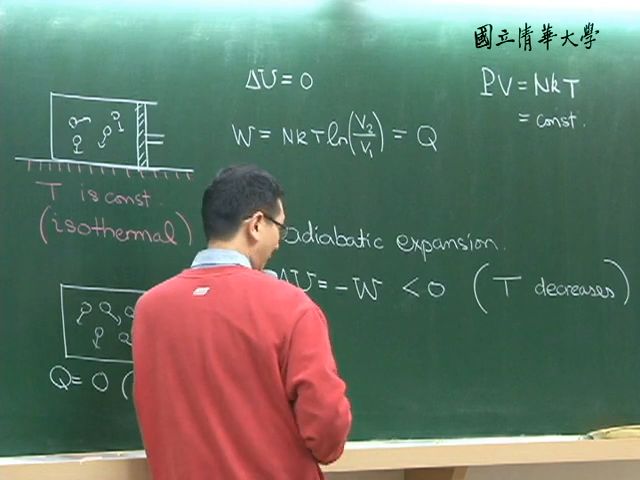 國立清華大學
ΔU = 0
PV = NkT
= const.
W = NkT ln(V₂/V₁) = Q
T is const.
(isothermal)
adiabatic expansion.
ΔU = -W < 0 (T decreases)
Q = 0 (